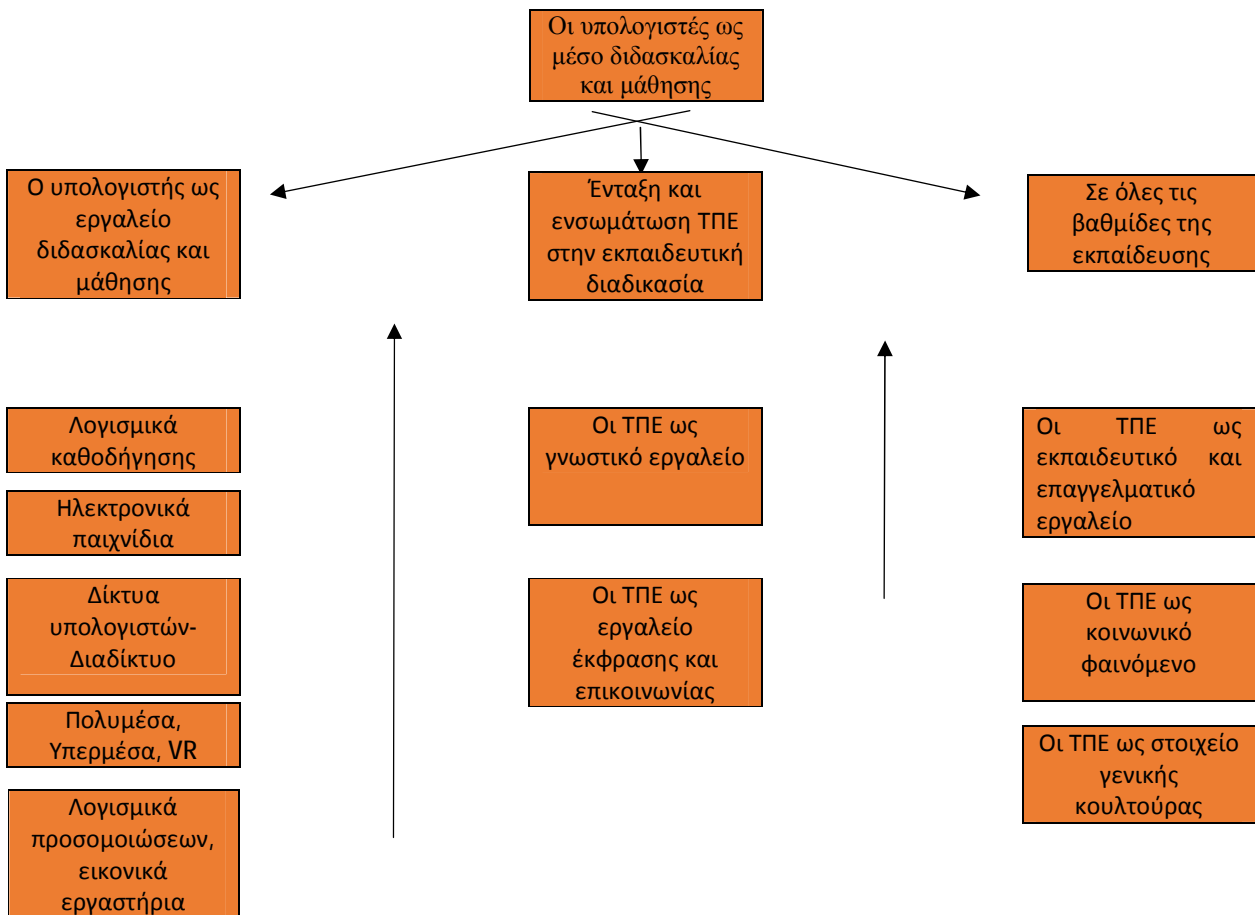 Οι υπολογιστές ως
μέσο διδασκαλίας
και μάθησης
Ο υπολογιστής ως
εργαλείο
διδασκαλίας και
μάθησης
Ένταξη και
ενσωμάτωση ΤΠΕ
στην εκπαιδευτική
διαδικασία
Σε όλες τις
βαθμίδες της
εκπαίδευσης
Λογισμικά
καθοδήγησης
Ηλεκτρονικά
παιχνίδια
Δίκτυα
υπολογιστών-
Διαδίκτυο
Πολυμέσα,
Υπερμέσα, VR
Λογισμικά
προσομοιώσεων,
εικονικά
εργαστήρια
Οι ΤΠΕ ως
γνωστικό εργαλείο
Οι ΤΠΕ ως
εργαλείο
έκφρασης και
επικοινωνίας
Οι ΤΠΕ ως
εκπαιδευτικό και
επαγγελματικό
εργαλείο
Οι ΤΠΕ ως
κοινωνικό
φαινόμενο
Οι ΤΠΕ ως στοιχείο
γενικής
κουλτούρας